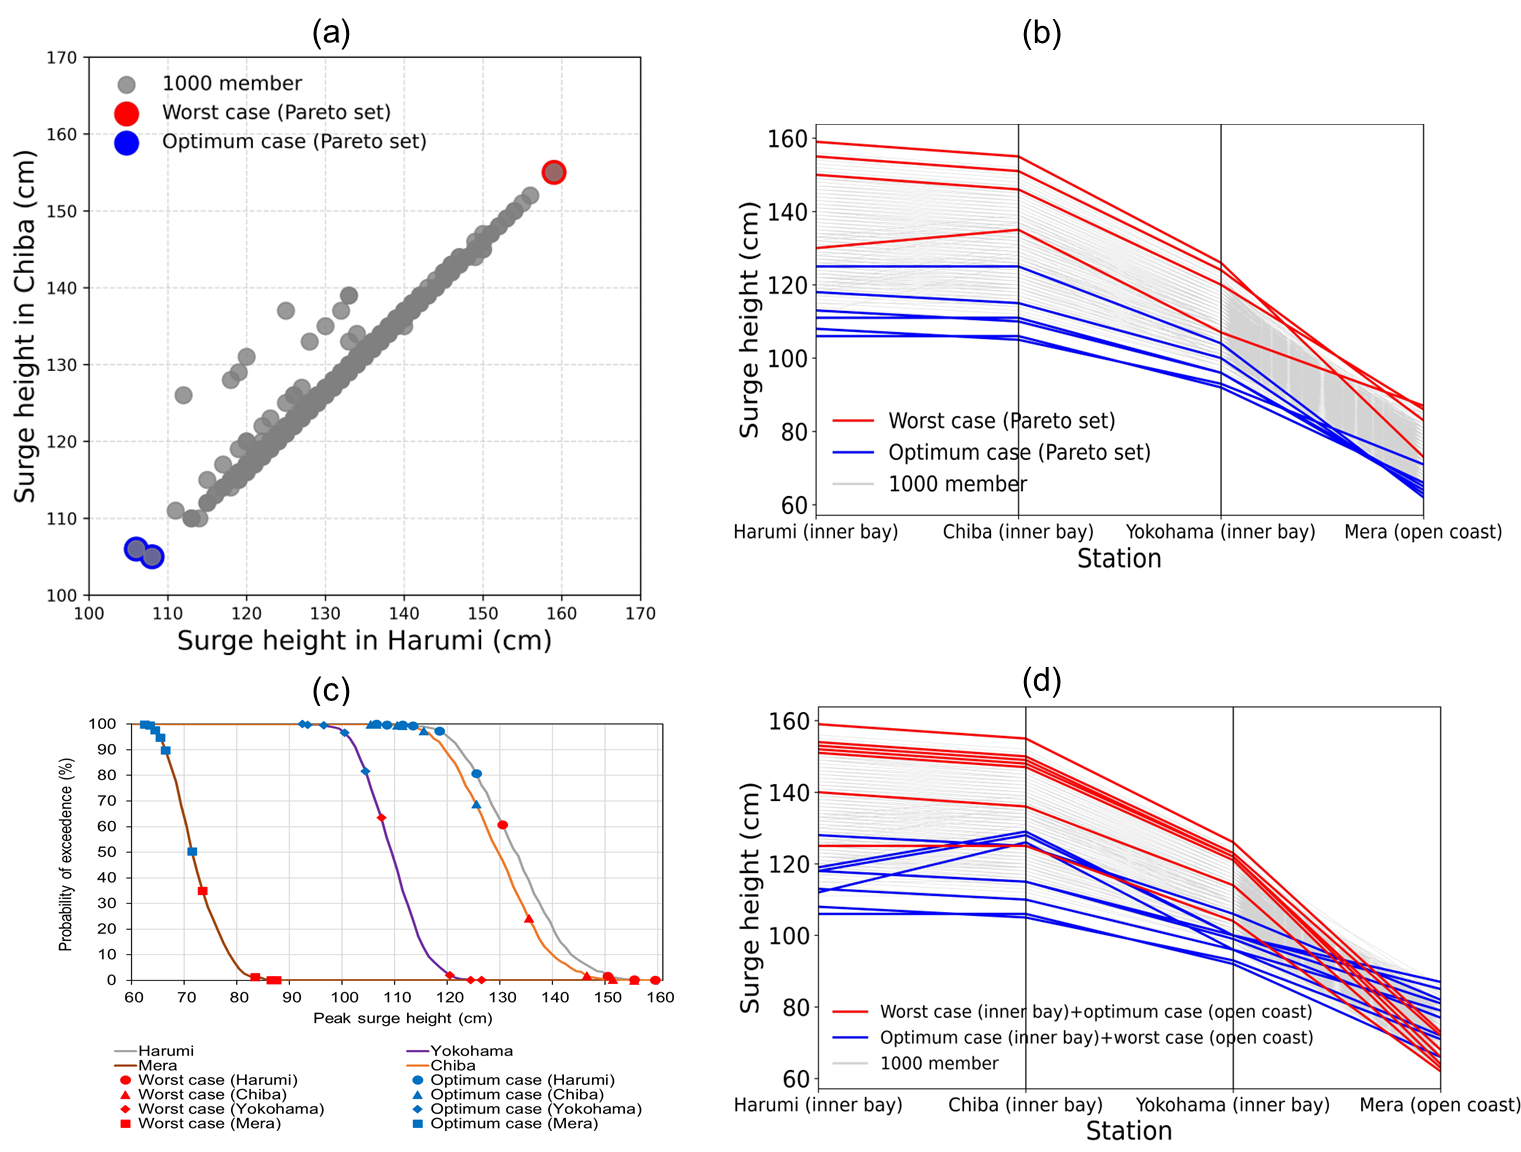 (a)
170
160
150
140
130
120
110
100
100
110
120
130
140
150
160
170
Surge height in Chiba (cm)
Surge height in Harumi (cm)
1000 member
Worst case (Pareto set)
Optimum case (Pareto set)
(b)
160
140
120
100
80
60
Surge height (cm)
Worst case (Pareto set)
Optimum case (Pareto set)
1000 member
Harumi (inner bay)
Chiba (inner bay)
Yokohama (inner bay)
Mera (open coast)
Station
(c)
100
90
80
70
60
50
40
30
20
10
0
60
70
80
90
100
110
120
130
140
150
160
Probability of exceedence (%)
Peak surge height (cm)
Harumi
Mera
Worst case (Harumi)
Worst case (Chiba)
Worst case (Yokohama)
Worst case (Mera)
Yokohama
Chiba
Optimum case (Harumi)
Optimum case (Chiba)
Optimum case (Yokohama)
Optimum case (Mera)
(d)
160
140
120
100
80
60
Surge height (cm)
Worst case (inner bay)+optimum case (open coast)
Optimum case (inner bay)+worst case (open coast)
1000 member
Harumi (inner bay)
Chiba (inner bay)
Yokohama (inner bay)
Mera (open coast)
Station